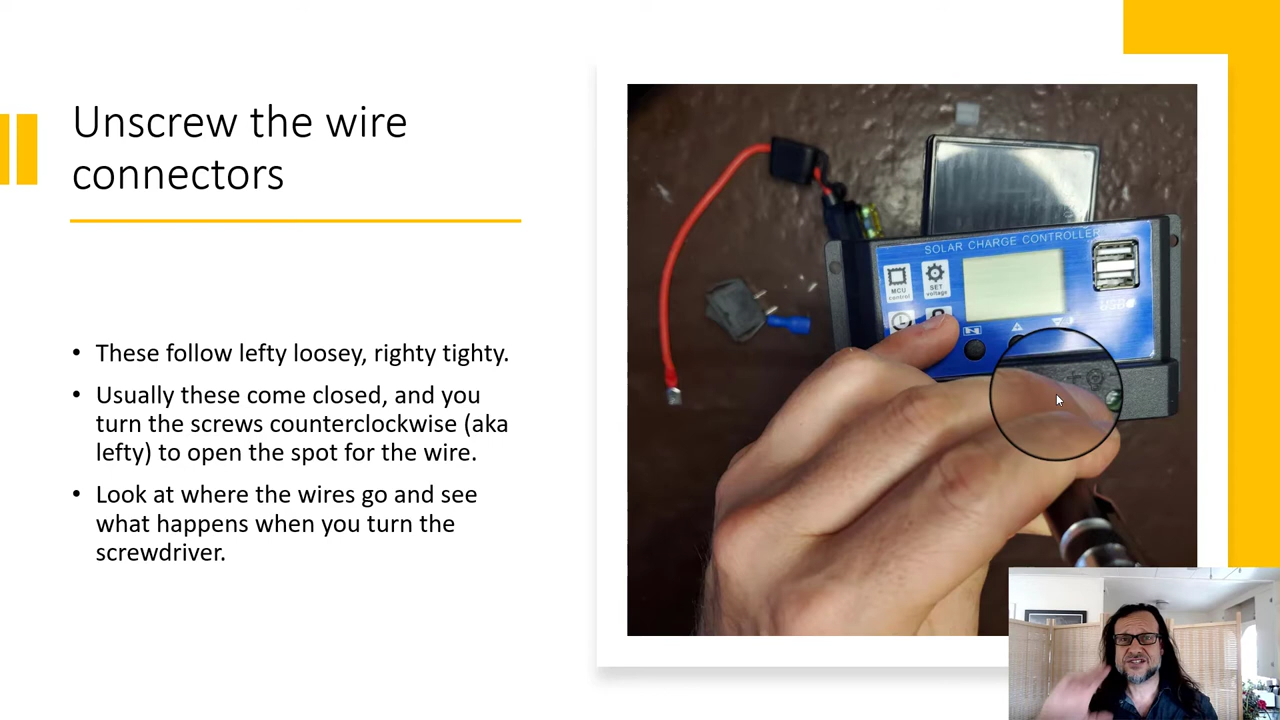 Unscrew the wire
connectors
• These follow lefty loosey, righty tighty.
• Usually these come closed, and you
turn the screws counterclockwise (aka
lefty) to open the spot for the wire.
• Look at where the wires go and see
what happens when you turn the
screwdriver.
SOLAR CHARGE CONTROLLER
MCU
control
SET
voltage